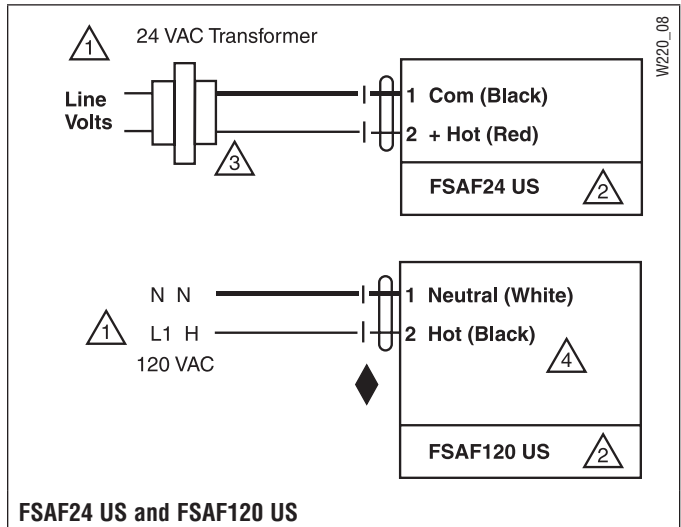 W220_08
1 24 VAC Transformer
Line
Volts
1 Com (Black)
2 + Hot (Red)
3
FSAF24 US 2
N N
1 Neutral (White)
1 L1 H
2 Hot (Black)
120 VAC
4
FSAF120 US 2
FSAF24 US and FSAF120 US